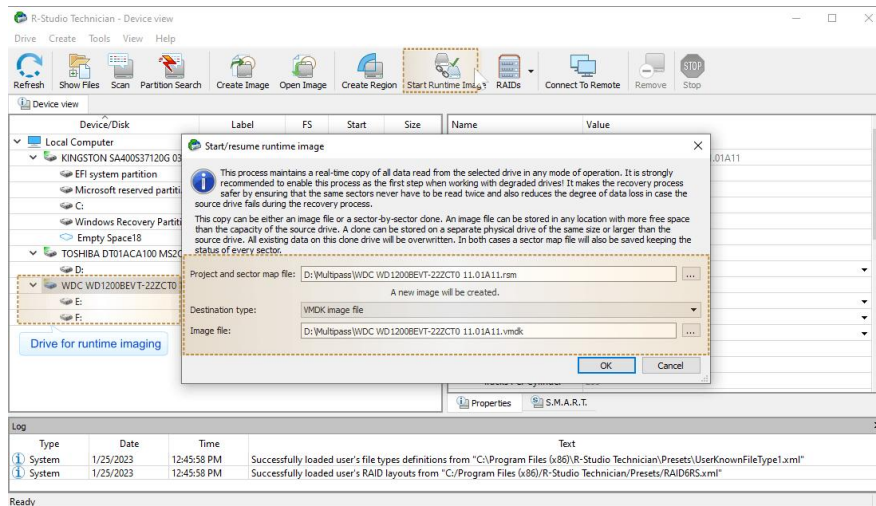 R-Studio Technician - Device view
Drive Create Tools View Help
Refresh Show Files Scan Partition Search Create Image Open Image Create Region Start Runtime Image RAIDs Connect To Remote Remove Stop
STOP
Device view
Device/Disk Label FS Start Size Name Value
Local Computer
KINGSTON SA400S37120G 03
.01A11
EFI system partition
Microsoft reserved partiti
C:
Windows Recovery Partiti
Empty Space18
TOSHIBA DT01ACA100 MS2O
D:
WDC WD1200BEVT-22ZCT0
E:
F:
Drive for runtime imaging
Start/resume runtime image
This process maintains a real-time copy of all data read from the selected drive in any mode of operation. It is strongly
recommended to enable this process as the first step when working with degraded drives! It makes the recovery process
safer by ensuring that the same sectors never have to be read twice and also reduces the degree of data loss in case the
source drive fails during the recovery process.
This copy can be either an image file or a sector-by-sector clone. An image file can be stored in any location with more free space
than the capacity of the source drive. A clone can be stored on a separate physical drive of the same size or larger than the
source drive. All existing data on this clone drive will be overwritten. In both cases a sector map file will also be saved keeping the
status of every sector.
Project and sector map file: D:\Multipass\WDC WD1200BEVT-22ZCT0 11.01A11.rsm ...
A new image will be created.
Destination type: VMDK image file
Image file: D:\Multipass\WDC WD1200BEVT-22ZCT0 11.01A11.vmdk ...
OK Cancel
Properties S.M.A.R.T.
Log
Type Date Time Text
System 1/25/2023 12:45:58 PM Successfully loaded user's file types definitions from "C:\Program Files (x86)\R-Studio Technician\Presets\UserKnownFileType1.xml"
System 1/25/2023 12:45:58 PM Successfully loaded user's RAID layouts from "C:/Program Files (x86)/R-Studio Technician/Presets/RAID6RS.xml"
Ready